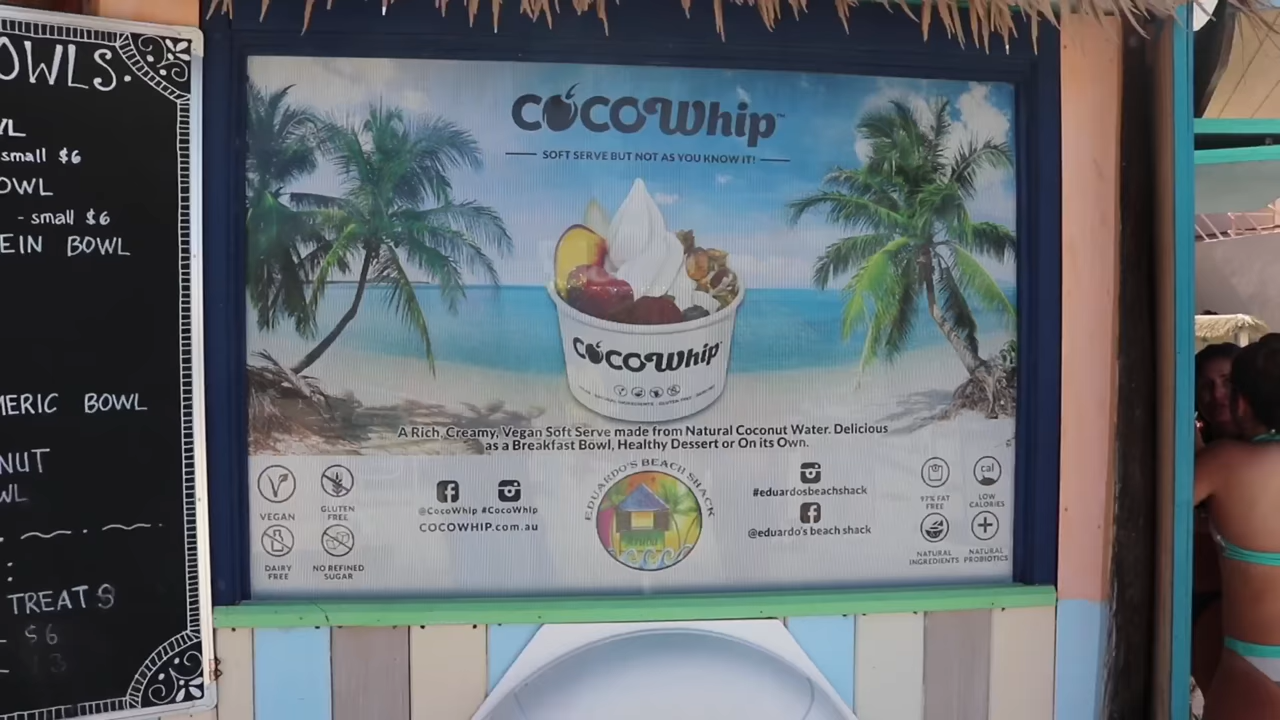 OWLS.
small $6
OWL
- small $6
EIN BOWL
MERIC BOWL
NUT
WL
TREATS
- $6
COCOWhip™
SOFT SERVE BUT NOT AS YOU KNOW IT!
COCOWhip
A Rich, Creamy, Vegan Soft Serve made from Natural Coconut Water. Delicious
as a Breakfast Bowl, Healthy Dessert or On its Own.
VEGAN
GLUTEN
FREE
DAIRY
FREE
NO REFINED
SUGAR
@CocoWhip #CocoWhip
COCOWHIP.com.au
EDUARDO'S BEACH SHACK
#eduardosbeachshack
@eduardo's beach shack
97% FAT
FREE
cal
LOW
CALORIES
NATURAL
INGREDIENTS
NATURAL
PROBIOTICS